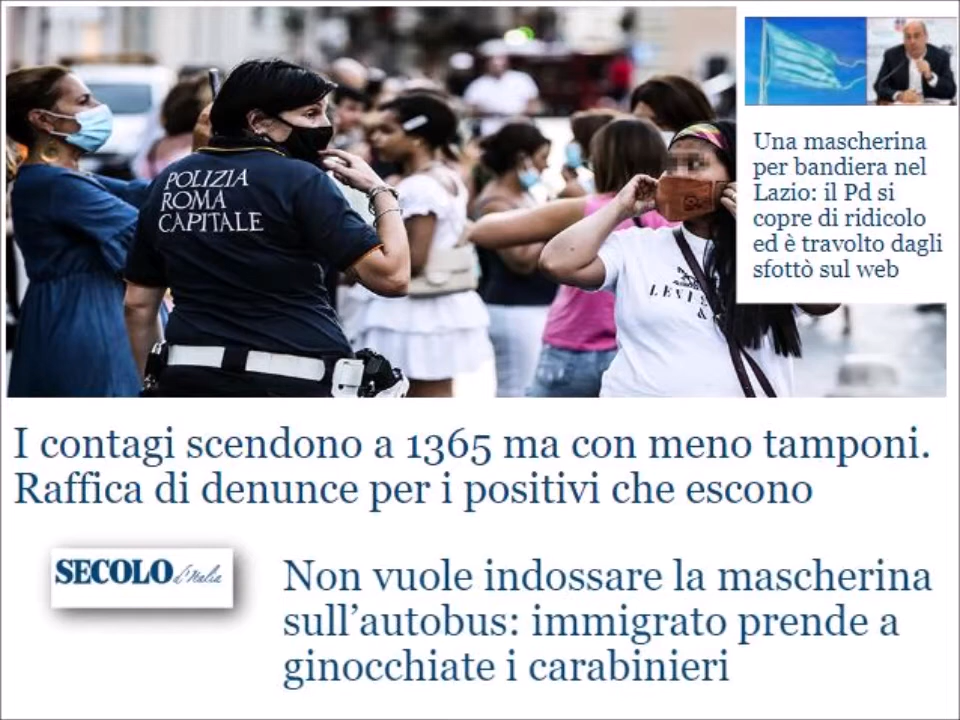 POLIZIA
ROMA
CAPITALE
LEVI'S
&
Una mascherina
per bandiera nel
Lazio: il Pd si
copre di ridicolo
ed è travolto dagli
sfottò sul web
I contagi scendono a 1365 ma con meno tamponi.
Raffica di denunce per i positivi che escono
SECOLO d'Italia
Non vuole indossare la mascherina
sull'autobus: immigrato prende a
ginocchiate i carabinieri